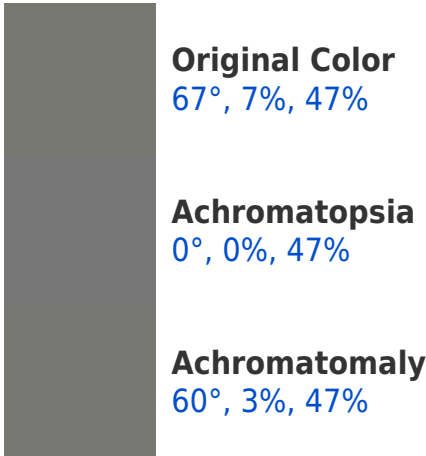 Original Color
67°, 7%, 47%
Achromatopsia
0°, 0%, 47%
Achromatomaly
60°, 3%, 47%